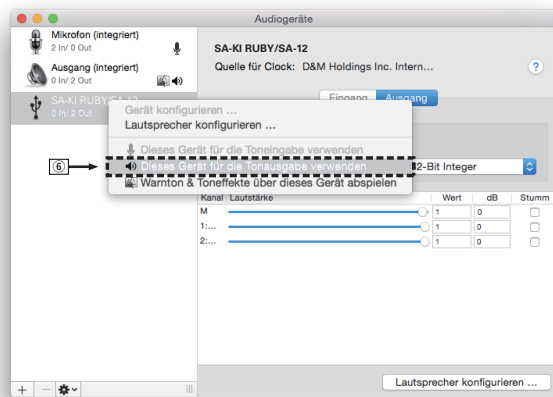 Audiogeräte
Mikrofon (integriert)
2 In/ 0 Out
Ausgang (integriert)
0 In/ 2 Out
SA-KI RUBY/SA-12
0 In/ 2 Out
SA-KI RUBY/SA-12
Quelle für Clock: D&M Holdings Inc. Intern...
?
Eingang
Ausgang
Gerät konfigurieren ...
Lautsprecher konfigurieren ...
Dieses Gerät für die Toneingabe verwenden
⑥
Dieses Gerät für die Tonausgabe verwenden
Warnton & Toneffekte über dieses Gerät abspielen
2-Bit Integer
Kanal Lautstärke Wert dB Stumm
M 1 0
1:... 1 0
2:... 1 0
Lautsprecher konfigurieren ...